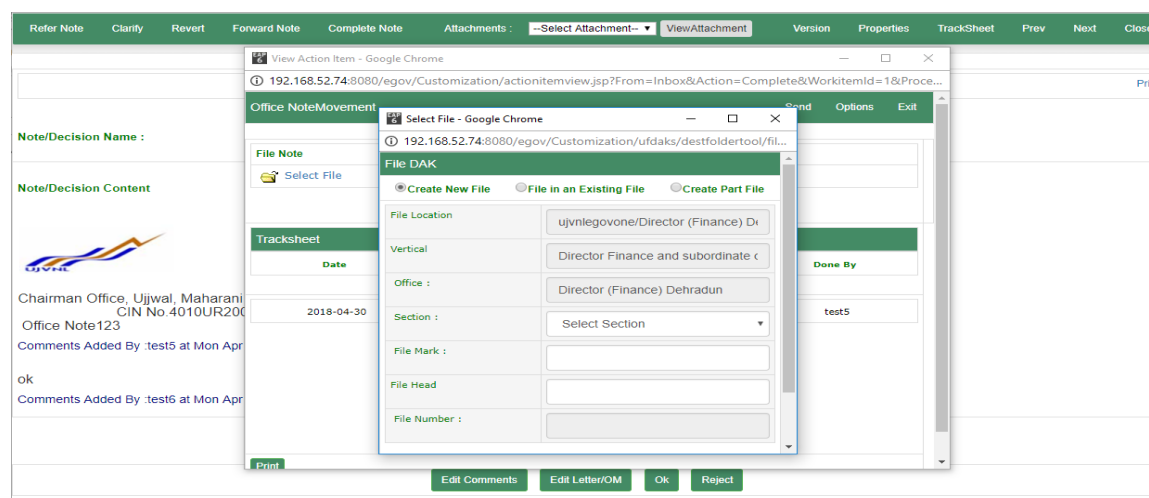 Refer Note Clarify Revert Forward Note Complete Note Attachments : --Select Attachment-- ViewAttachment Version Properties TrackSheet Prev Next Close
View Action Item - Google Chrome
192.168.52.74:8080/egov/Customization/actionitemview.jsp?From=Inbox&Action=Complete&WorkitemId=1&Proce...
Office NoteMovement Send Options Exit
Select File - Google Chrome
192.168.52.74:8080/egov/Customization/ufdaks/destfoldertool/fil...
File DAK
Create New File File in an Existing File Create Part File
File Location ujvnlegovone/Director (Finance) De
Vertical Director Finance and subordinate o
Office : Director (Finance) Dehradun
Section : Select Section
File Mark :
File Head
File Number :
File Note
Select File
Tracksheet
Date Done By
2018-04-30 test5
Print
Note/Decision Name :
Note/Decision Content
UJVNL
Chairman Office, Ujjwal, Maharani
CIN No.4010UR200
Office Note123
Comments Added By :test5 at Mon Apr
ok
Comments Added By :test6 at Mon Apr
Edit Comments Edit Letter/OM Ok Reject